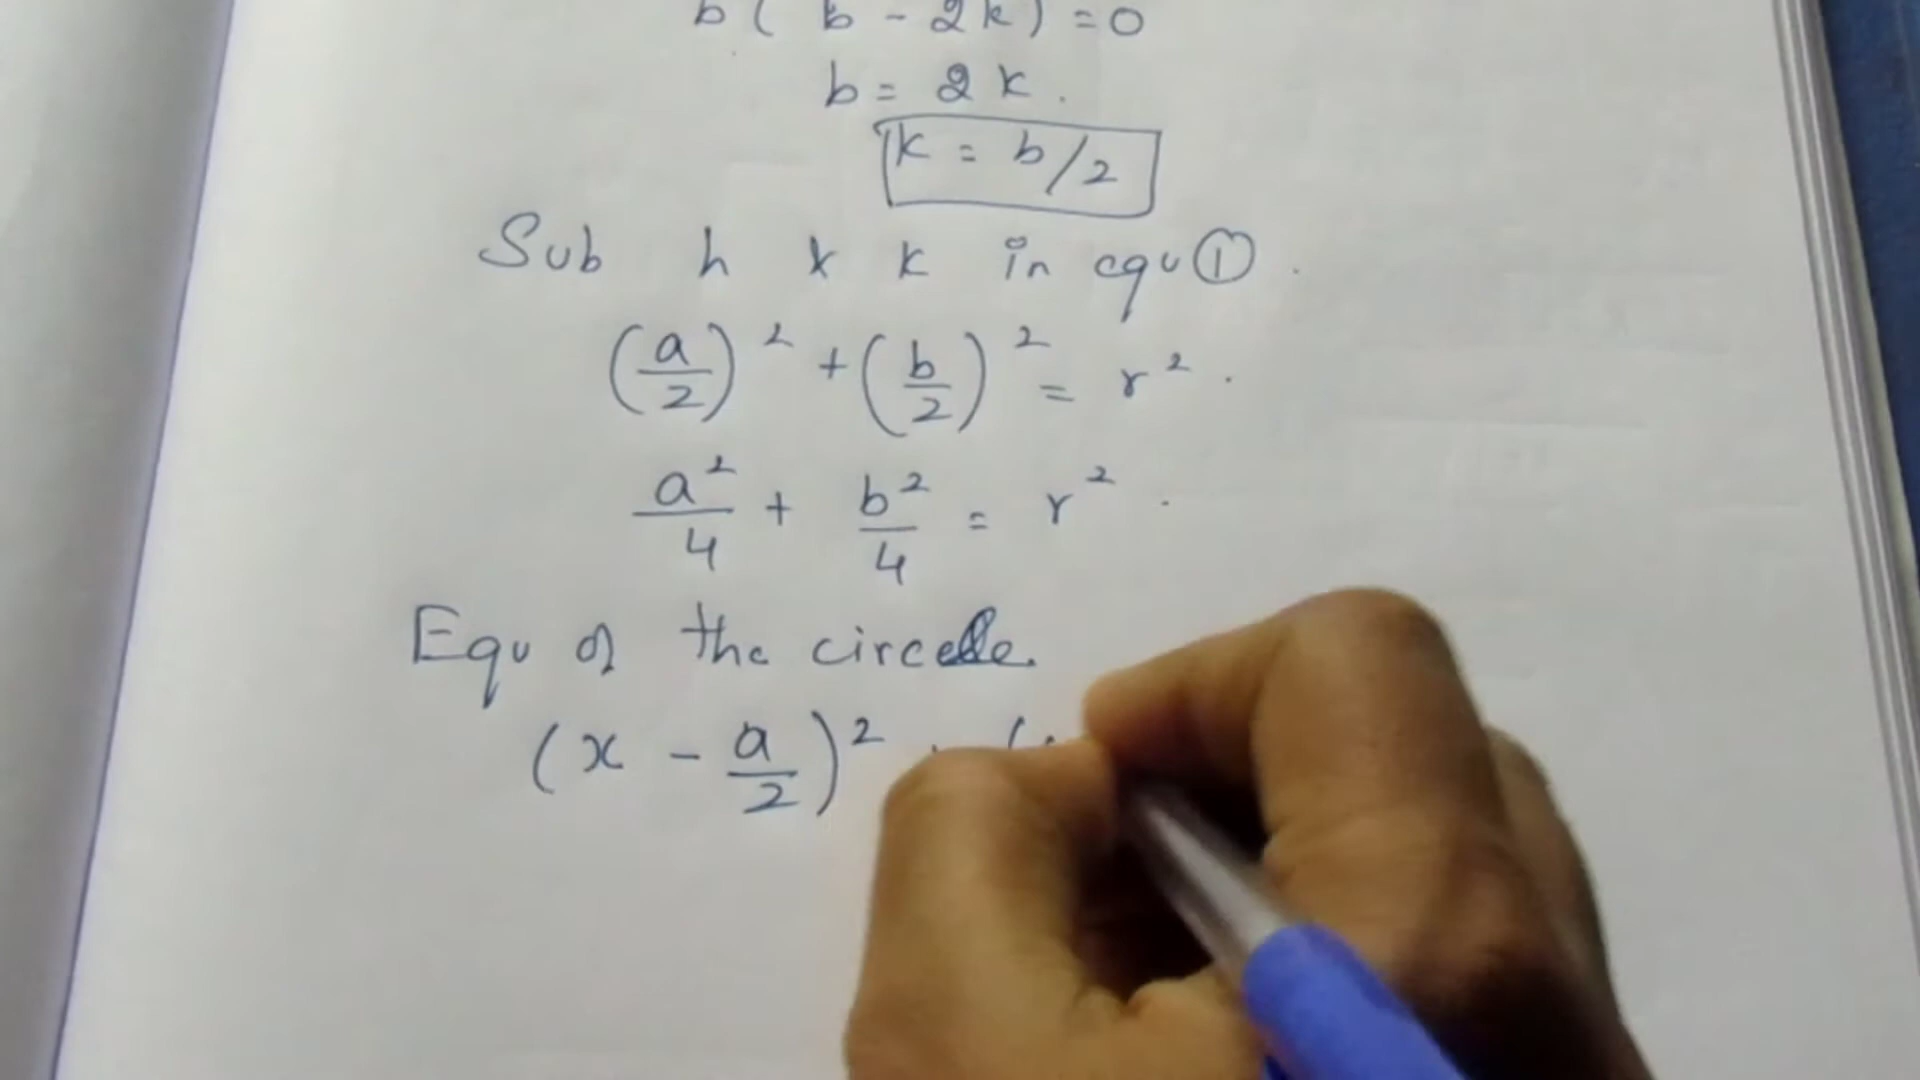 b ( b - 2k ) = 0
b = 2k.
k = b/2
Sub h & k in equ ①.
(a/2)² + (b/2)² = r².
a²/4 + b²/4 = r².
Equ of the circle.
(x - a/2)² + (